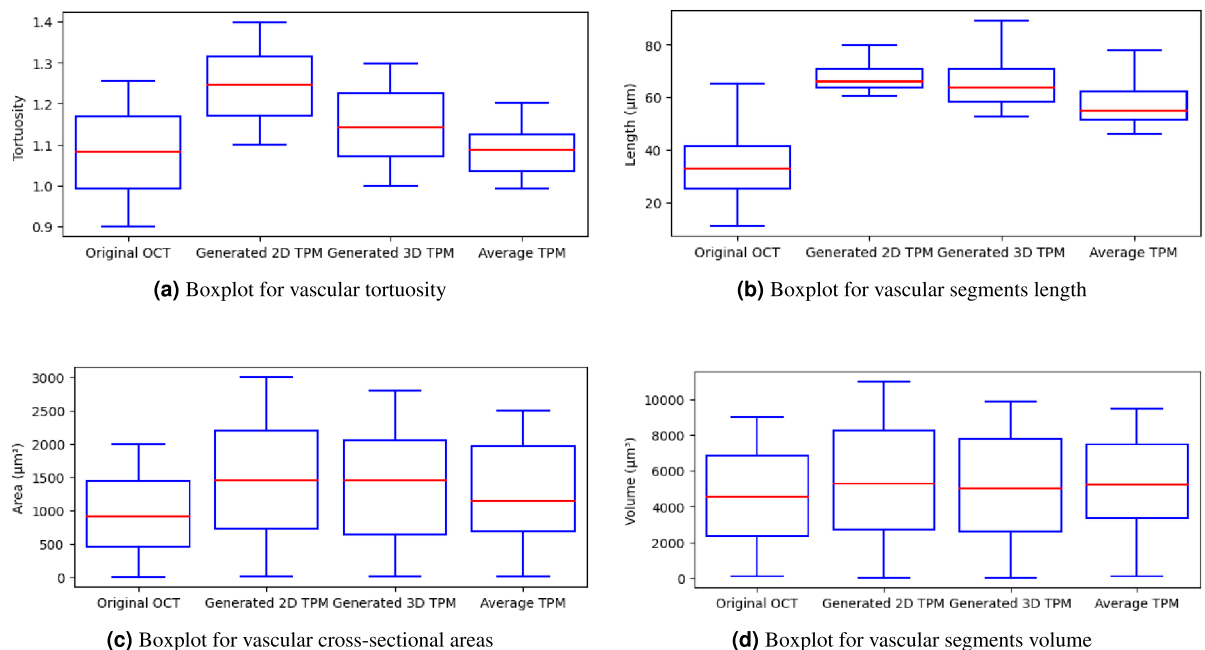 1.4
1.3
1.2
1.1
1.0
0.9
Tortuosity
Original OCT Generated 2D TPM Generated 3D TPM Average TPM
(a) Boxplot for vascular tortuosity
80
60
40
20
Length (μm)
Original OCT Generated 2D TPM Generated 3D TPM Average TPM
(b) Boxplot for vascular segments length
3000
2500
2000
1500
1000
500
0
Area (μm²)
Original OCT Generated 2D TPM Generated 3D TPM Average TPM
(c) Boxplot for vascular cross-sectional areas
10000
8000
6000
4000
2000
0
Volume (μm³)
Original OCT Generated 2D TPM Generated 3D TPM Average TPM
(d) Boxplot for vascular segments volume